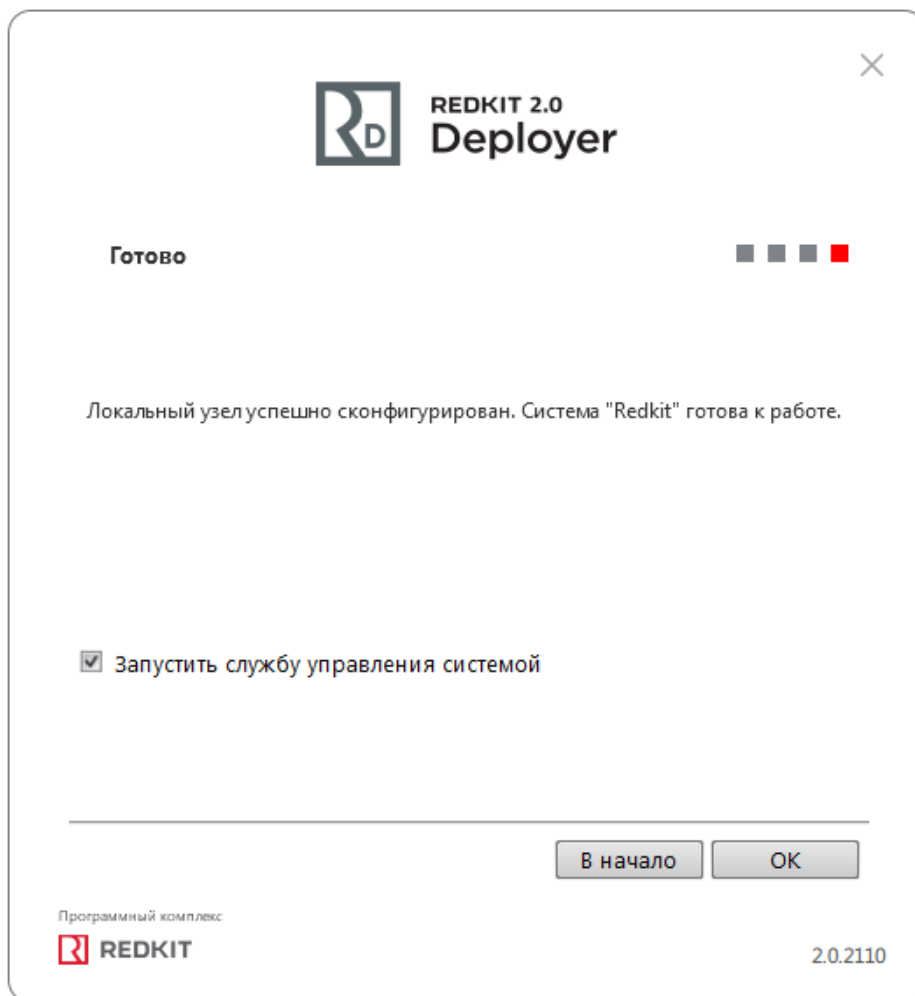 REDKIT 2.0
RD
Deployer
Готово
Локальный узел успешно сконфигурирован. Система "Redkit" готова к работе.
Запустить службу управления системой
В начало
OK
Программный комплекс
REDKIT
2.0.2110